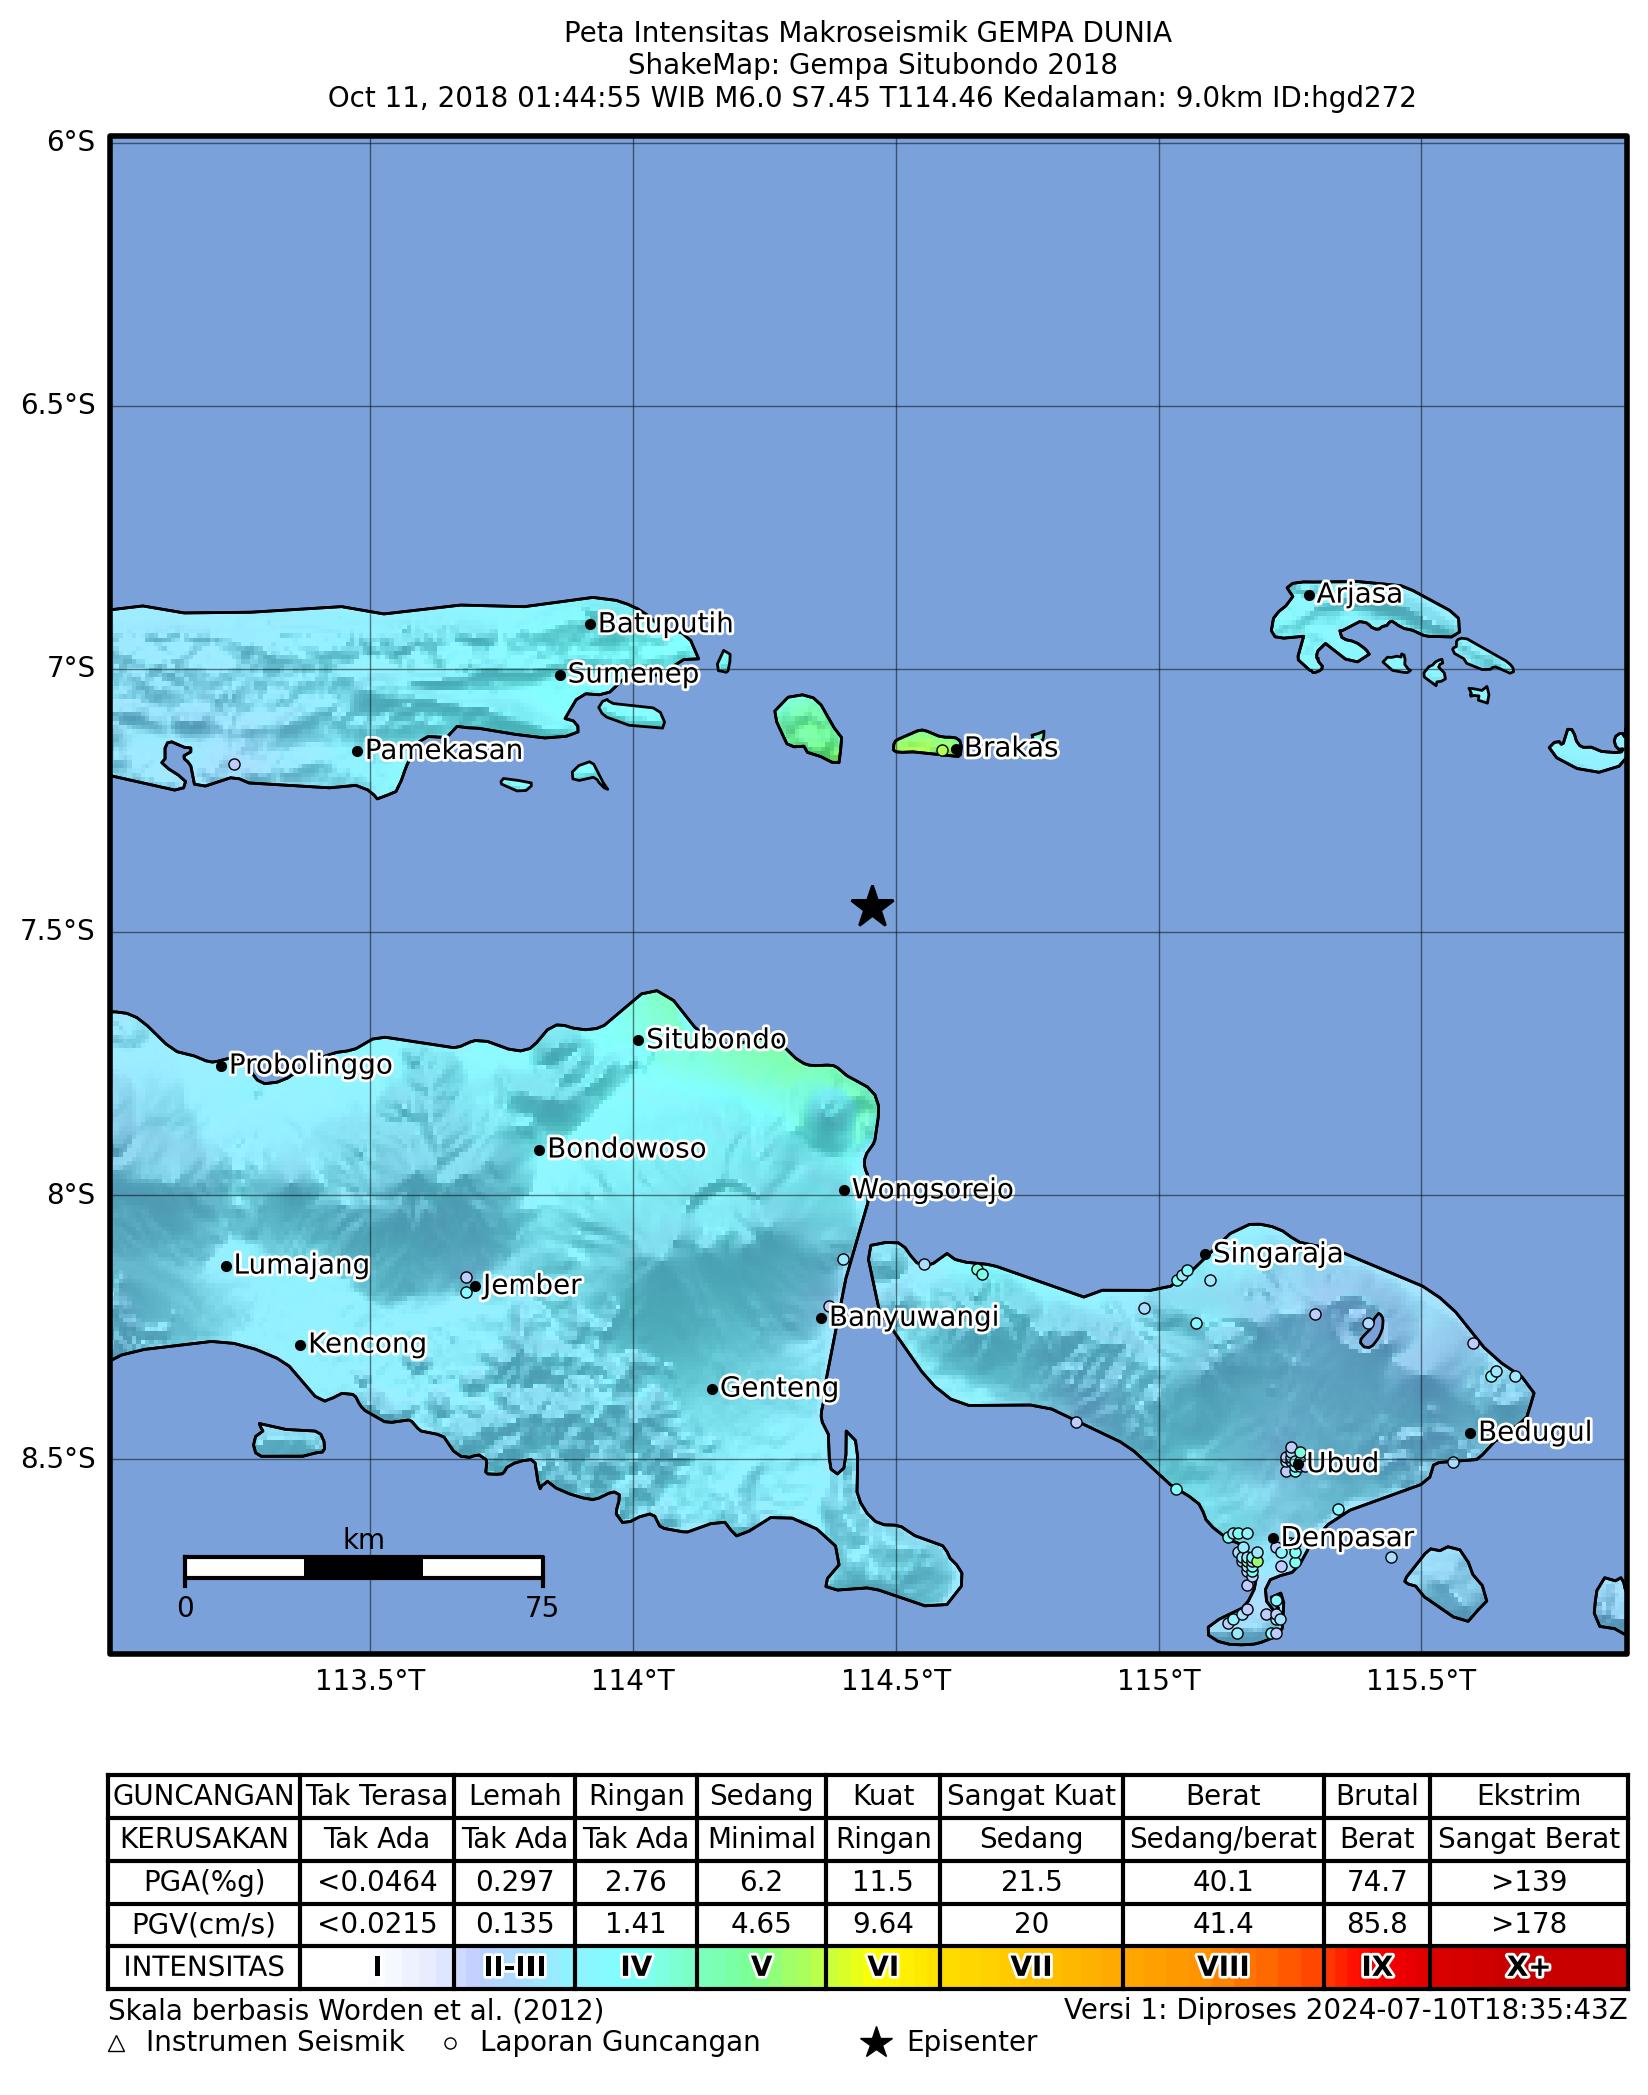 Peta Intensitas Makroseismik GEMPA DUNIA
ShakeMap: Gempa Situbondo 2018
Oct 11, 2018 01:44:55 WIB M6.0 S7.45 T114.46 Kedalaman: 9.0km ID:hgd272
6°S
6.5°S
Arjasa
Batuputih
7°S
Sumenep
Pamekasan
Brakas
7.5°S
Situbondo
Probolinggo
Bondowoso
8°S
Wongsorejo
Singaraja
Lumajang
Jember
Banyuwangi
Kencong
Genteng
Bedugul
8.5°S
Ubud
Denpasar
km
0 75
113.5°T 114°T 114.5°T 115°T 115.5°T
GUNCANGAN Tak Terasa Lemah Ringan Sedang Kuat Sangat Kuat Berat Brutal Ekstrim
KERUSAKAN Tak Ada Tak Ada Tak Ada Minimal Ringan Sedang Sedang/berat Berat Sangat Berat
PGA(%g) <0.0464 0.297 2.76 6.2 11.5 21.5 40.1 74.7 >139
PGV(cm/s) <0.0215 0.135 1.41 4.65 9.64 20 41.4 85.8 >178
INTENSITAS I II-III IV V VI VII VIII IX X+
Skala berbasis Worden et al. (2012) Versi 1: Diproses 2024-07-10T18:35:43Z
Instrumen Seismik Laporan Guncangan Episenter